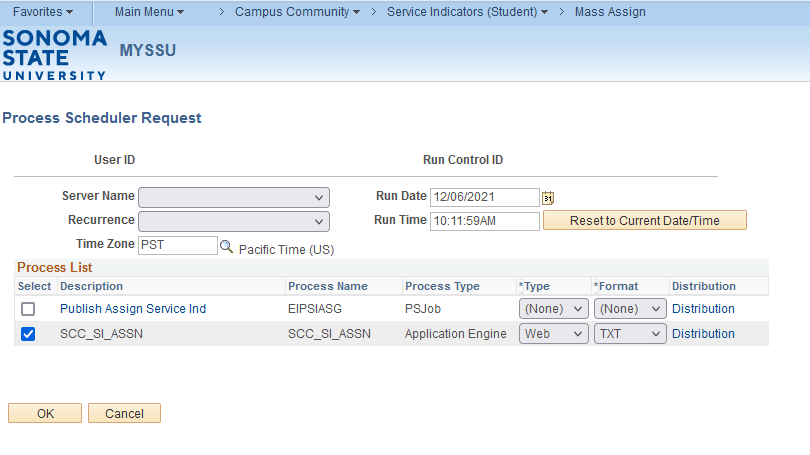 Favorites Main Menu Campus Community Service Indicators (Student) Mass Assign
SONOMA
STATE
UNIVERSITY
MYSSU
Process Scheduler Request
User ID Run Control ID
Server Name Run Date 12/06/2021 31
Recurrence Run Time 10:11:59AM Reset to Current Date/Time
Time Zone PST Pacific Time (US)
Process List
Select Description Process Name Process Type *Type *Format Distribution
Publish Assign Service Ind EIPSIASG PSJob (None) (None) Distribution
SCC_SI_ASSN SCC_SI_ASSN Application Engine Web TXT Distribution
OK Cancel